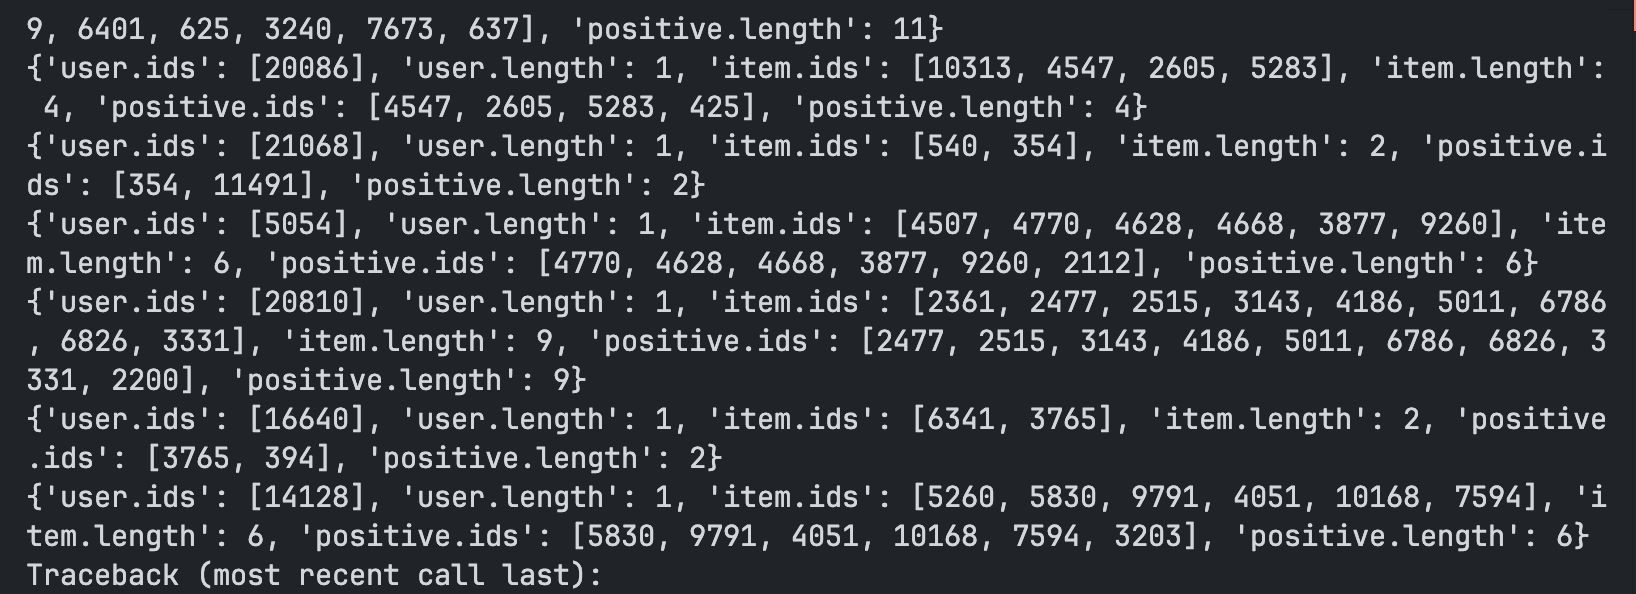 9, 6401, 625, 3240, 7673, 637], 'positive.length': 11}
{'user.ids': [20086], 'user.length': 1, 'item.ids': [10313, 4547, 2605, 5283], 'item.length':
 4, 'positive.ids': [4547, 2605, 5283, 425], 'positive.length': 4}
{'user.ids': [21068], 'user.length': 1, 'item.ids': [540, 354], 'item.length': 2, 'positive.i
ds': [354, 11491], 'positive.length': 2}
{'user.ids': [5054], 'user.length': 1, 'item.ids': [4507, 4770, 4628, 4668, 3877, 9260], 'ite
m.length': 6, 'positive.ids': [4770, 4628, 4668, 3877, 9260, 2112], 'positive.length': 6}
{'user.ids': [20810], 'user.length': 1, 'item.ids': [2361, 2477, 2515, 3143, 4186, 5011, 6786
, 6826, 3331], 'item.length': 9, 'positive.ids': [2477, 2515, 3143, 4186, 5011, 6786, 6826, 3
331, 2200], 'positive.length': 9}
{'user.ids': [16640], 'user.length': 1, 'item.ids': [6341, 3765], 'item.length': 2, 'positive
.ids': [3765, 394], 'positive.length': 2}
{'user.ids': [14128], 'user.length': 1, 'item.ids': [5260, 5830, 9791, 4051, 10168, 7594], 'i
tem.length': 6, 'positive.ids': [5830, 9791, 4051, 10168, 7594, 3203], 'positive.length': 6}
Traceback (most recent call last):